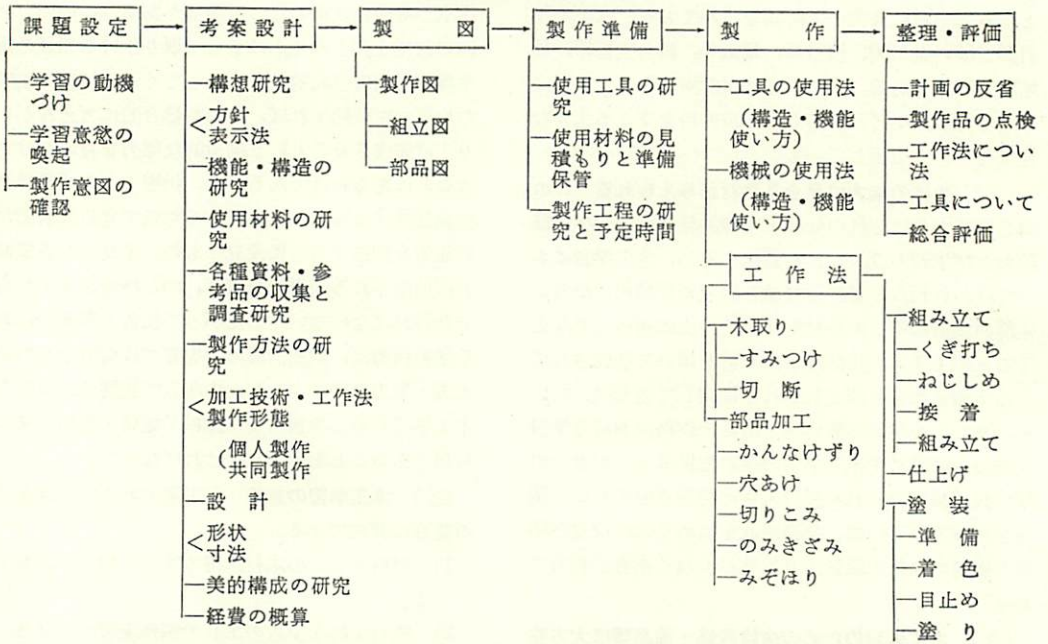 課題設定
考案設計
製図
製作準備
製作
整理・評価
学習の動機
づけ
学習意慾の
喚起
製作意図の
確認
構想研究
方針
表示法
機能・構造の
研究
使用材料の研
究
各種資料・参
考品の収集と
調査研究
製作方法の研
究
加工技術・工作法
製作形態
(個人製作
共同製作
設計
形状
寸法
美的構成の研究
経費の概算
製作図
組立図
部品図
使用工具の研
究
使用材料の見
積もりと準備
保管
製作工程の研
究と予定時間
工具の使用法
(構造・機能
使い方)
機械の使用法
(構造・機能
使い方)
工作法
木取り
すみつけ
切断
部品加工
かんなけずり
穴あけ
切りこみ
のみきざみ
みぞほり
計画の反省
製作品の点検
工作法につい
法
工具について
総合評価
組み立て
くぎ打ち
ねじしめ
接着
組み立て
仕上げ
塗装
準備
着色
目止め
塗り